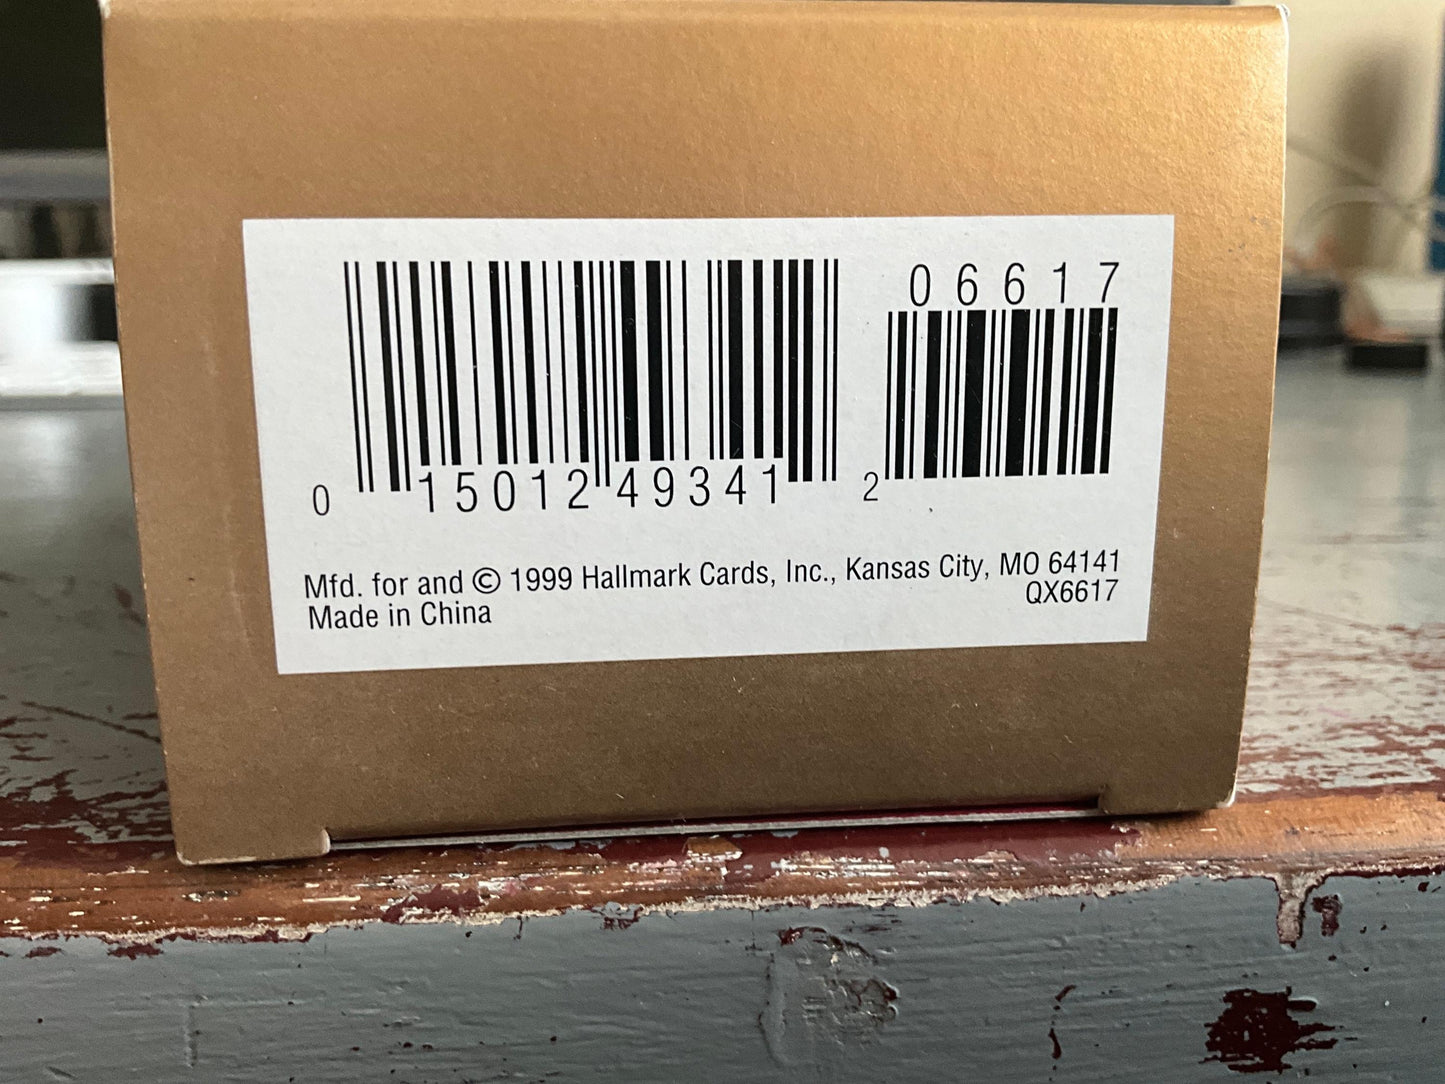 06617
0 15012 49341 2
Mfd. for and © 1999 Hallmark Cards, Inc., Kansas City, MO 64141
QX6617
Made in China